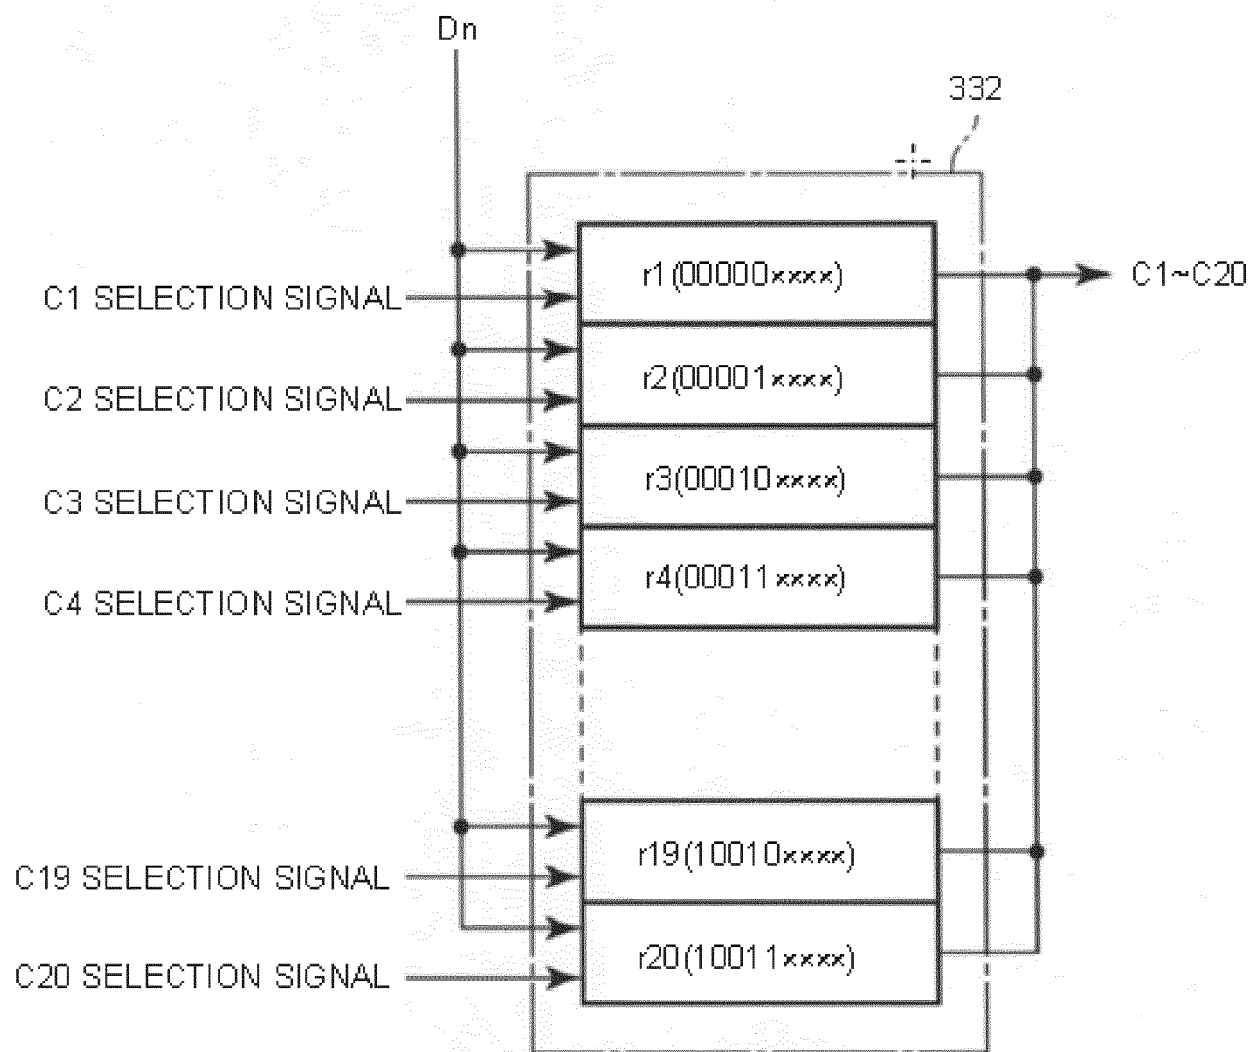 Dn
332
r1(00000xxxx)
C1~C20
C1 SELECTION SIGNAL
r2(00001xxxx)
C2 SELECTION SIGNAL
r3(00010xxxx)
C3 SELECTION SIGNAL
r4(00011xxxx)
C4 SELECTION SIGNAL
r19(10010xxxx)
C19 SELECTION SIGNAL
r20(10011xxxx)
C20 SELECTION SIGNAL